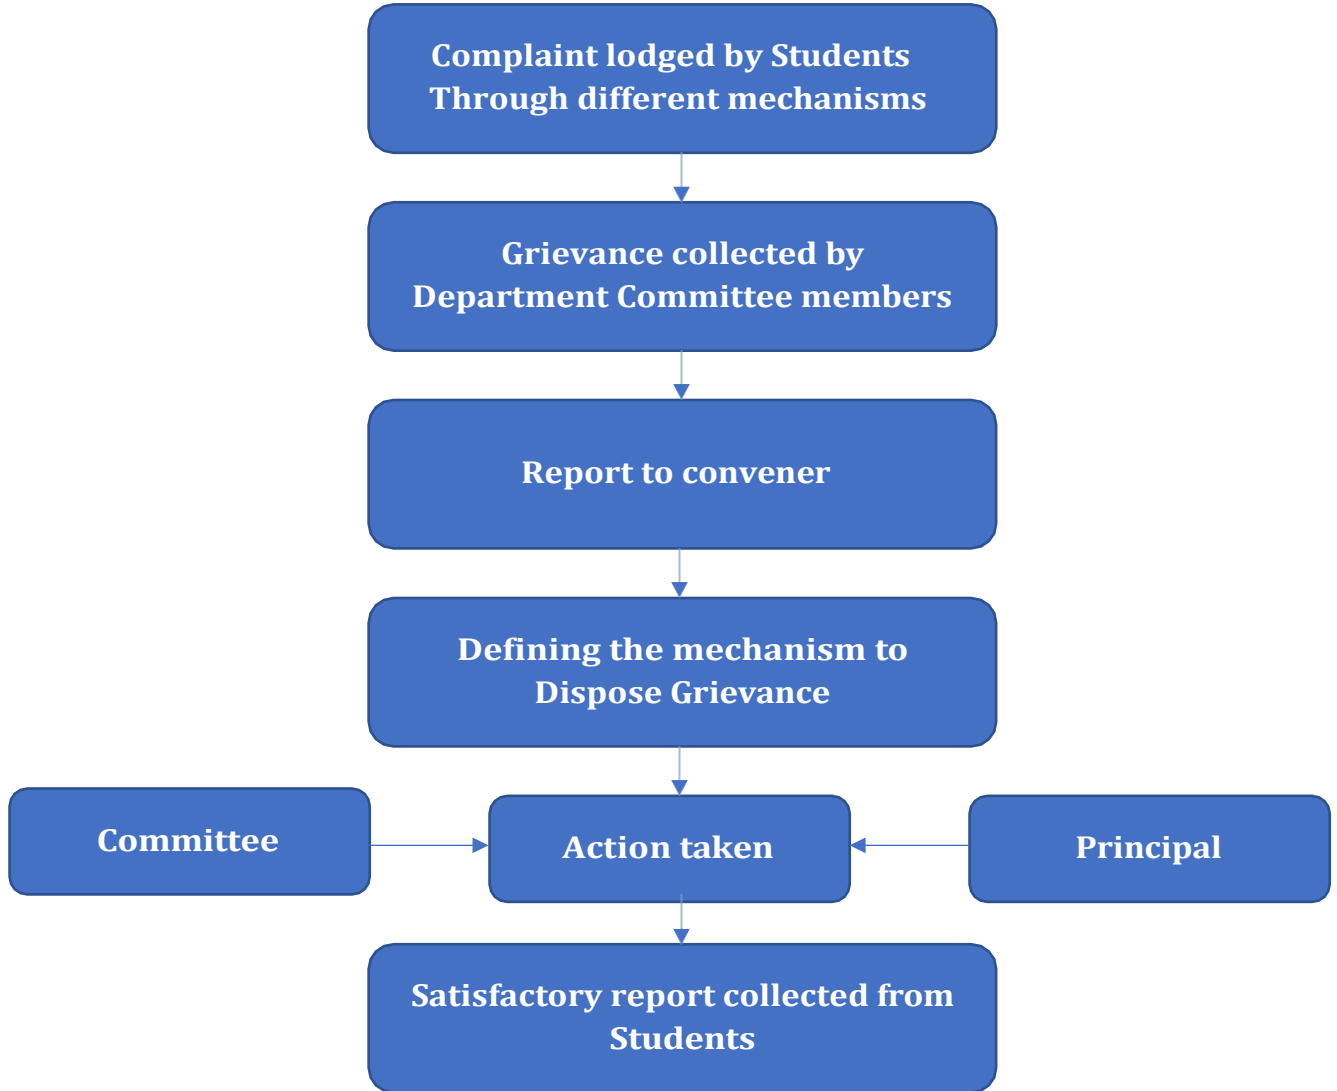 Complaint lodged by Students
Through different mechanisms
Grievance collected by
Department Committee members
Report to convener
Defining the mechanism to
Dispose Grievance
Committee
Action taken
Principal
Satisfactory report collected from
Students